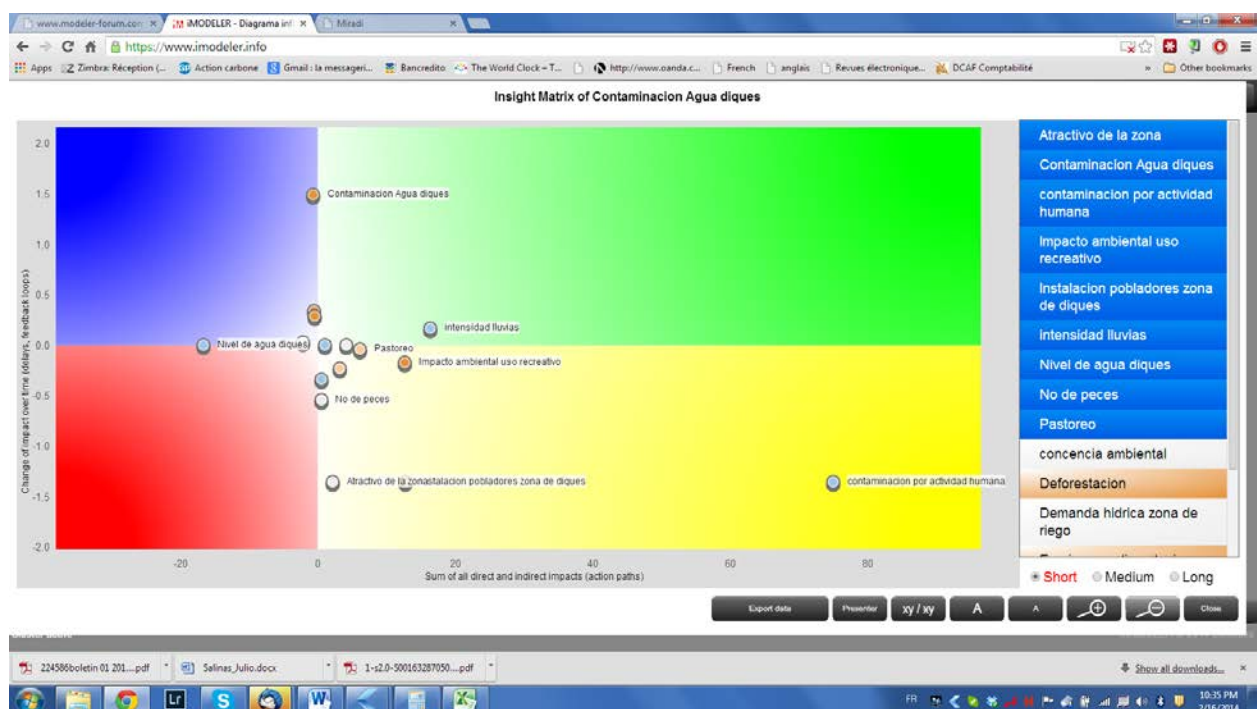 www.modeler-forum.com
iMODELER - Diagrama inf
Miradi
https://www.imodeler.info
Apps
Zimbra: Réception (...
Action carbone
Gmail : la messageri...
Bancredito
The World Clock – T...
http://www.oanda.c...
French
anglais
Revues électronique...
DCAF Comptabilité
»
Other bookmarks
Insight Matrix of Contaminacion Agua diques
Change of impact over time (delays, feedback loops)
2.0
1.5
1.0
0.5
0.0
-0.5
-1.0
-1.5
-2.0
Contaminacion Agua diques
intensidad lluvias
Nivel de agua diques
Pastoreo
Impacto ambiental uso recreativo
No de peces
Atractivo de la zonastalacion pobladores zona de diques
contaminacion por actividad humana
-20
0
20
40
60
80
Sum of all direct and indirect impacts (action paths)
Atractivo de la zona
Contaminacion Agua diques
contaminacion por actividad
humana
Impacto ambiental uso
recreativo
Instalacion pobladores zona
de diques
intensidad lluvias
Nivel de agua diques
No de peces
Pastoreo
concencia ambiental
Deforestacion
Demanda hidrica zona de
riego
Short Medium Long
Export data
Presenter
xy / xy
A
A
Close
224586boletin 01 201....pdf
Salinas_Julio.docx
1-s2.0-S00163287050....pdf
Show all downloads...
Lr
FR
10:35 PM
2/16/2014